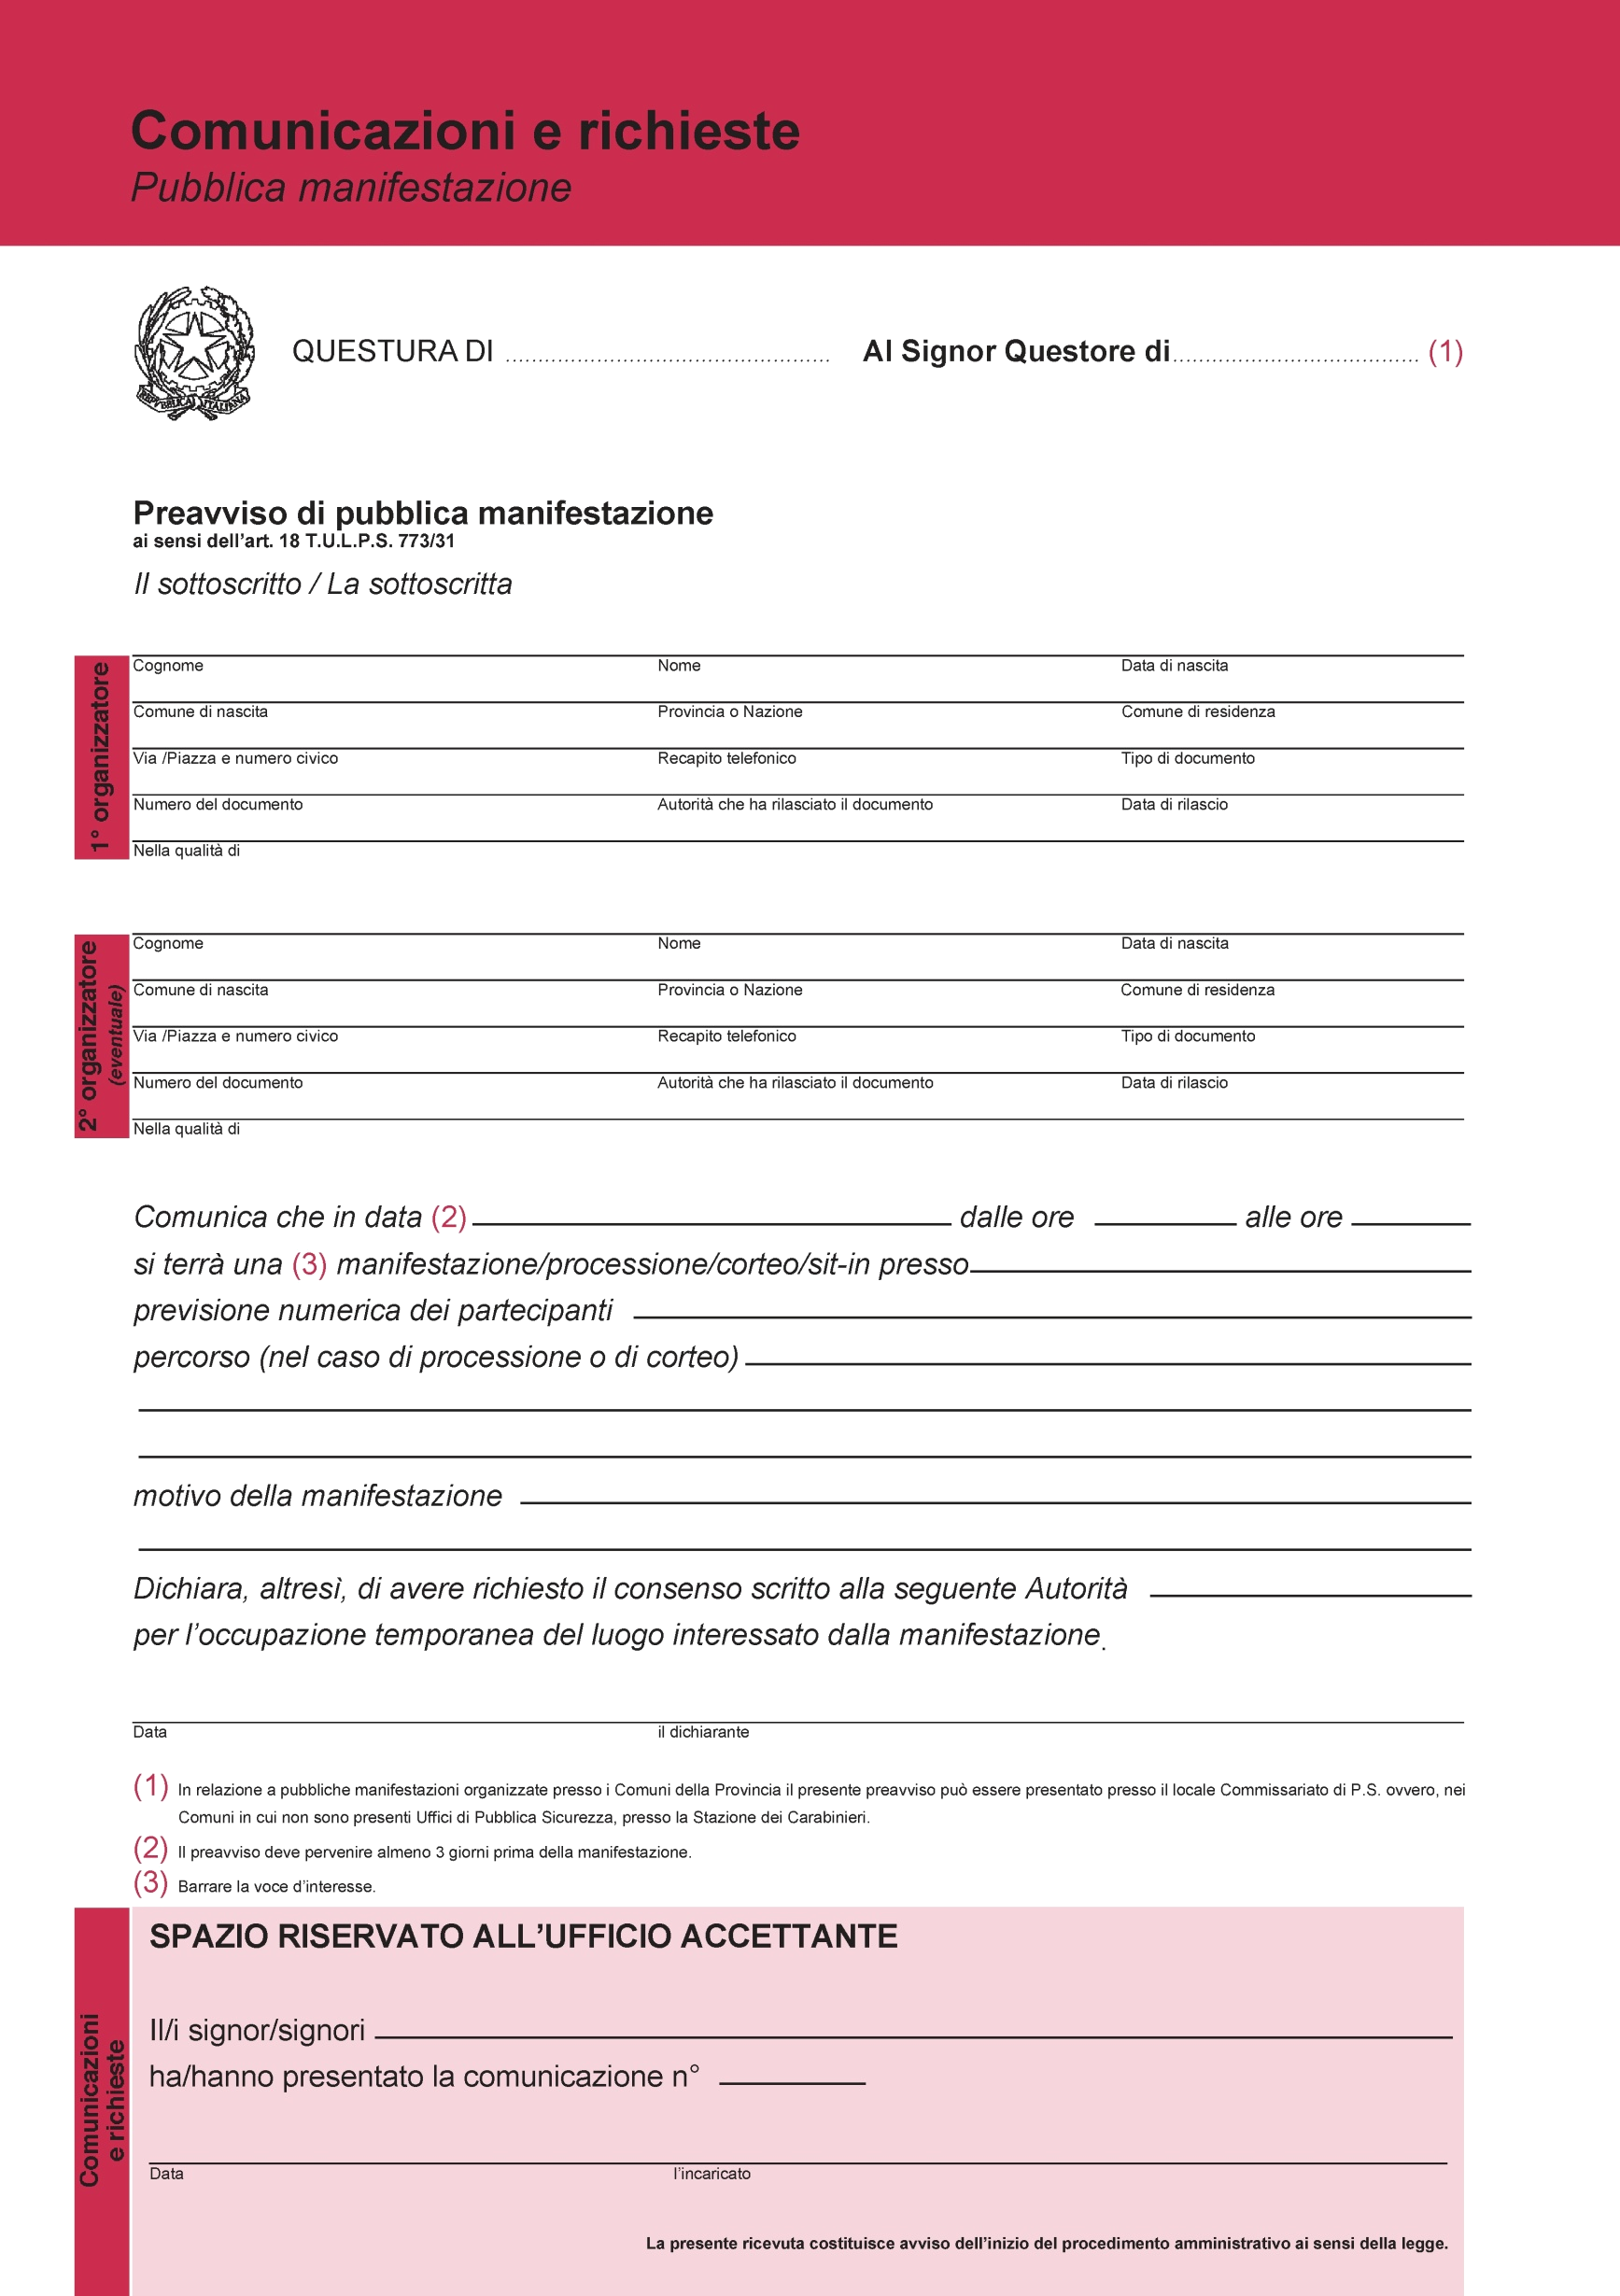 Comunicazioni e richieste
Pubblica manifestazione
REPVBBLICA ITALIANA
QUESTURA DI .................................................. Al Signor Questore di...................................... (1)
Preavviso di pubblica manifestazione
ai sensi dell’art. 18 T.U.L.P.S. 773/31
Il sottoscritto / La sottoscritta
1° organizzatore
Cognome Nome Data di nascita
Comune di nascita Provincia o Nazione Comune di residenza
Via /Piazza e numero civico Recapito telefonico Tipo di documento
Numero del documento Autorità che ha rilasciato il documento Data di rilascio
Nella qualità di
2° organizzatore
(eventuale)
Cognome Nome Data di nascita
Comune di nascita Provincia o Nazione Comune di residenza
Via /Piazza e numero civico Recapito telefonico Tipo di documento
Numero del documento Autorità che ha rilasciato il documento Data di rilascio
Nella qualità di
Comunica che in data (2) dalle ore alle ore
si terrà una (3) manifestazione/processione/corteo/sit-in presso
previsione numerica dei partecipanti
percorso (nel caso di processione o di corteo)
motivo della manifestazione
Dichiara, altresì, di avere richiesto il consenso scritto alla seguente Autorità
per l’occupazione temporanea del luogo interessato dalla manifestazione.
Data il dichiarante
(1) In relazione a pubbliche manifestazioni organizzate presso i Comuni della Provincia il presente preavviso può essere presentato presso il locale Commissariato di P.S. ovvero, nei
Comuni in cui non sono presenti Uffici di Pubblica Sicurezza, presso la Stazione dei Carabinieri.
(2) Il preavviso deve pervenire almeno 3 giorni prima della manifestazione.
(3) Barrare la voce d’interesse.
Comunicazioni
e richieste
SPAZIO RISERVATO ALL’UFFICIO ACCETTANTE
Il/i signor/signori
ha/hanno presentato la comunicazione n°
Data l’incaricato
La presente ricevuta costituisce avviso dell’inizio del procedimento amministrativo ai sensi della legge.